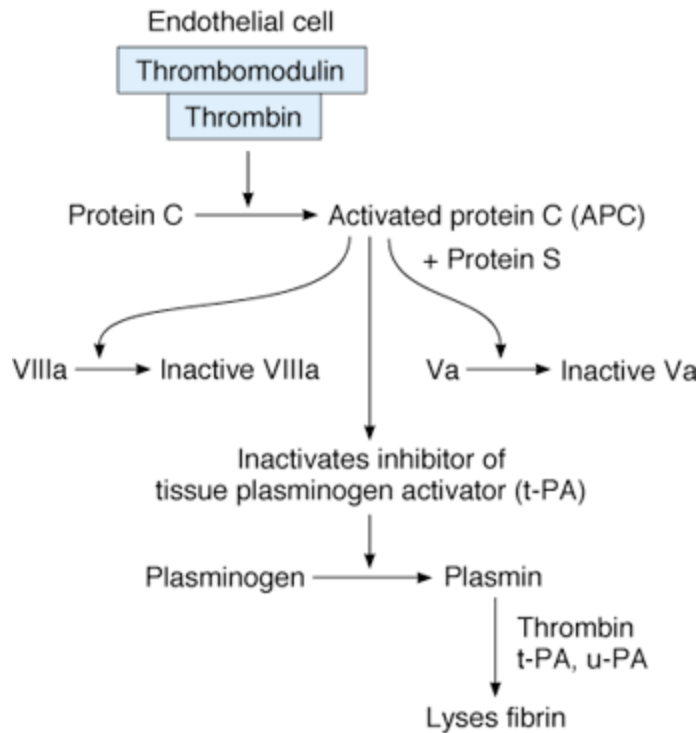 Endothelial cell
Thrombomodulin
Thrombin
Protein C
Activated protein C (APC)
+ Protein S
VIIIa
Inactive VIIIa
Va
Inactive Va
Inactivates inhibitor of
tissue plasminogen activator (t-PA)
Plasminogen
Plasmin
Thrombin
t-PA, u-PA
Lyses fibrin